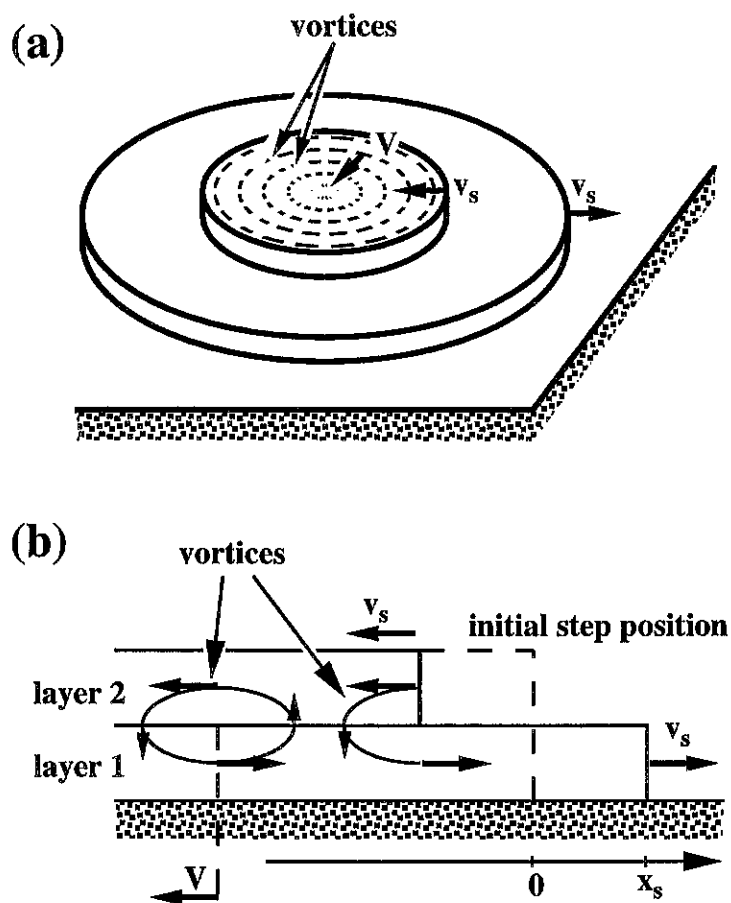 (a)
vortices
V
v_s
v_s
(b)
vortices
v_s
initial step position
layer 2
layer 1
v_s
V
0
x_s